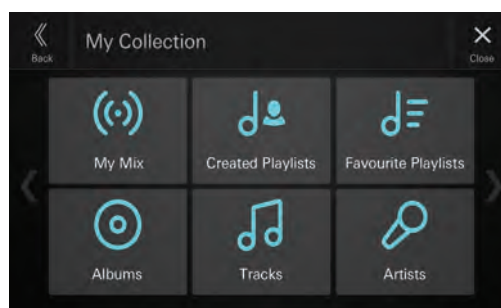 My Collection
Back
Close
My Mix
Created Playlists
Favourite Playlists
Albums
Tracks
Artists